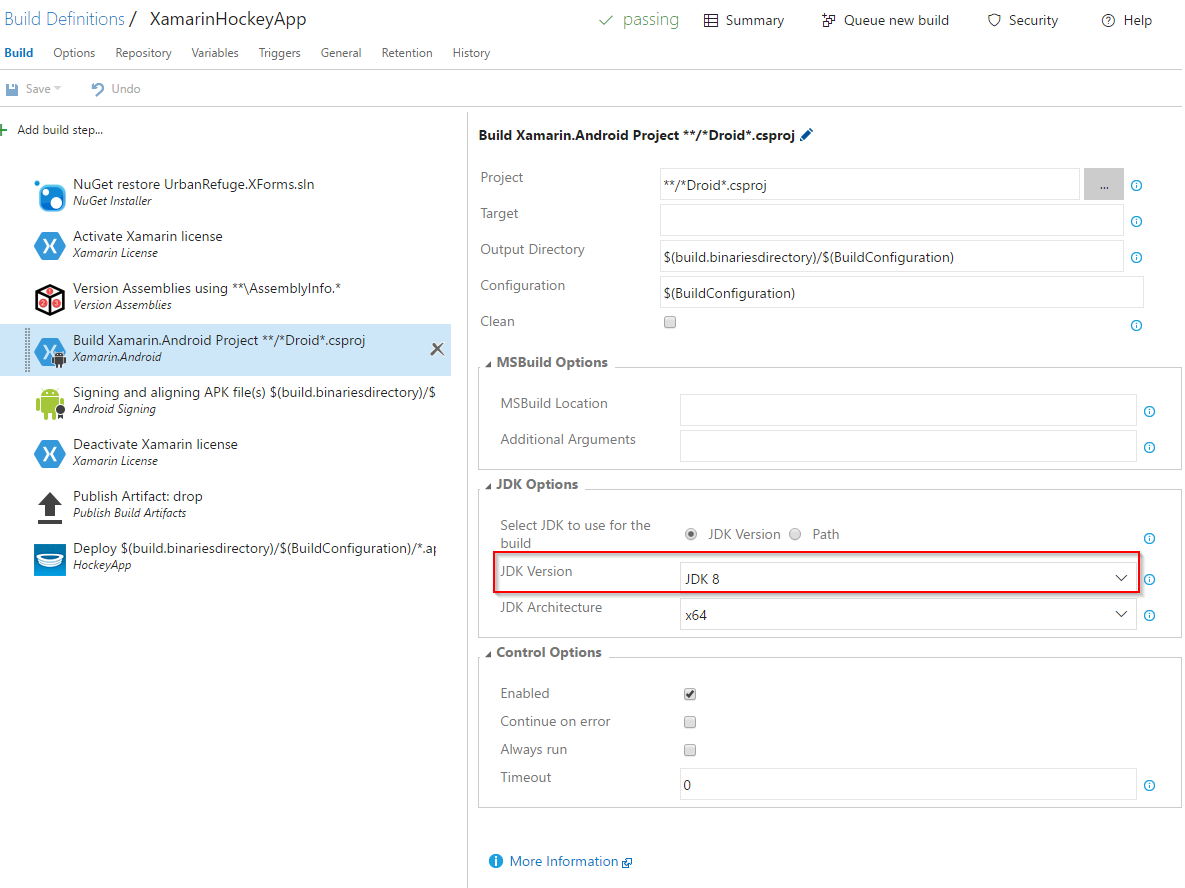 Build Definitions / XamarinHockeyApp
passing
Summary
Queue new build
Security
Help
Build
Options
Repository
Variables
Triggers
General
Retention
History
Save
Undo
Add build step...
NuGet restore UrbanRefuge.XForms.sln
NuGet Installer
Activate Xamarin license
Xamarin License
Version Assemblies using **\AssemblyInfo.*
Version Assemblies
Build Xamarin.Android Project **/*Droid*.csproj
Xamarin.Android
Signing and aligning APK file(s) $(build.binariesdirectory)/$
Android Signing
Deactivate Xamarin license
Xamarin License
Publish Artifact: drop
Publish Build Artifacts
Deploy $(build.binariesdirectory)/$(BuildConfiguration)/*.ap
HockeyApp
Build Xamarin.Android Project **/*Droid*.csproj
Project
**/*Droid*.csproj
...
Target
Output Directory
$(build.binariesdirectory)/$(BuildConfiguration)
Configuration
$(BuildConfiguration)
Clean
MSBuild Options
MSBuild Location
Additional Arguments
JDK Options
Select JDK to use for the
build
JDK Version
Path
JDK Version
JDK 8
JDK Architecture
x64
Control Options
Enabled
Continue on error
Always run
Timeout
0
More Information